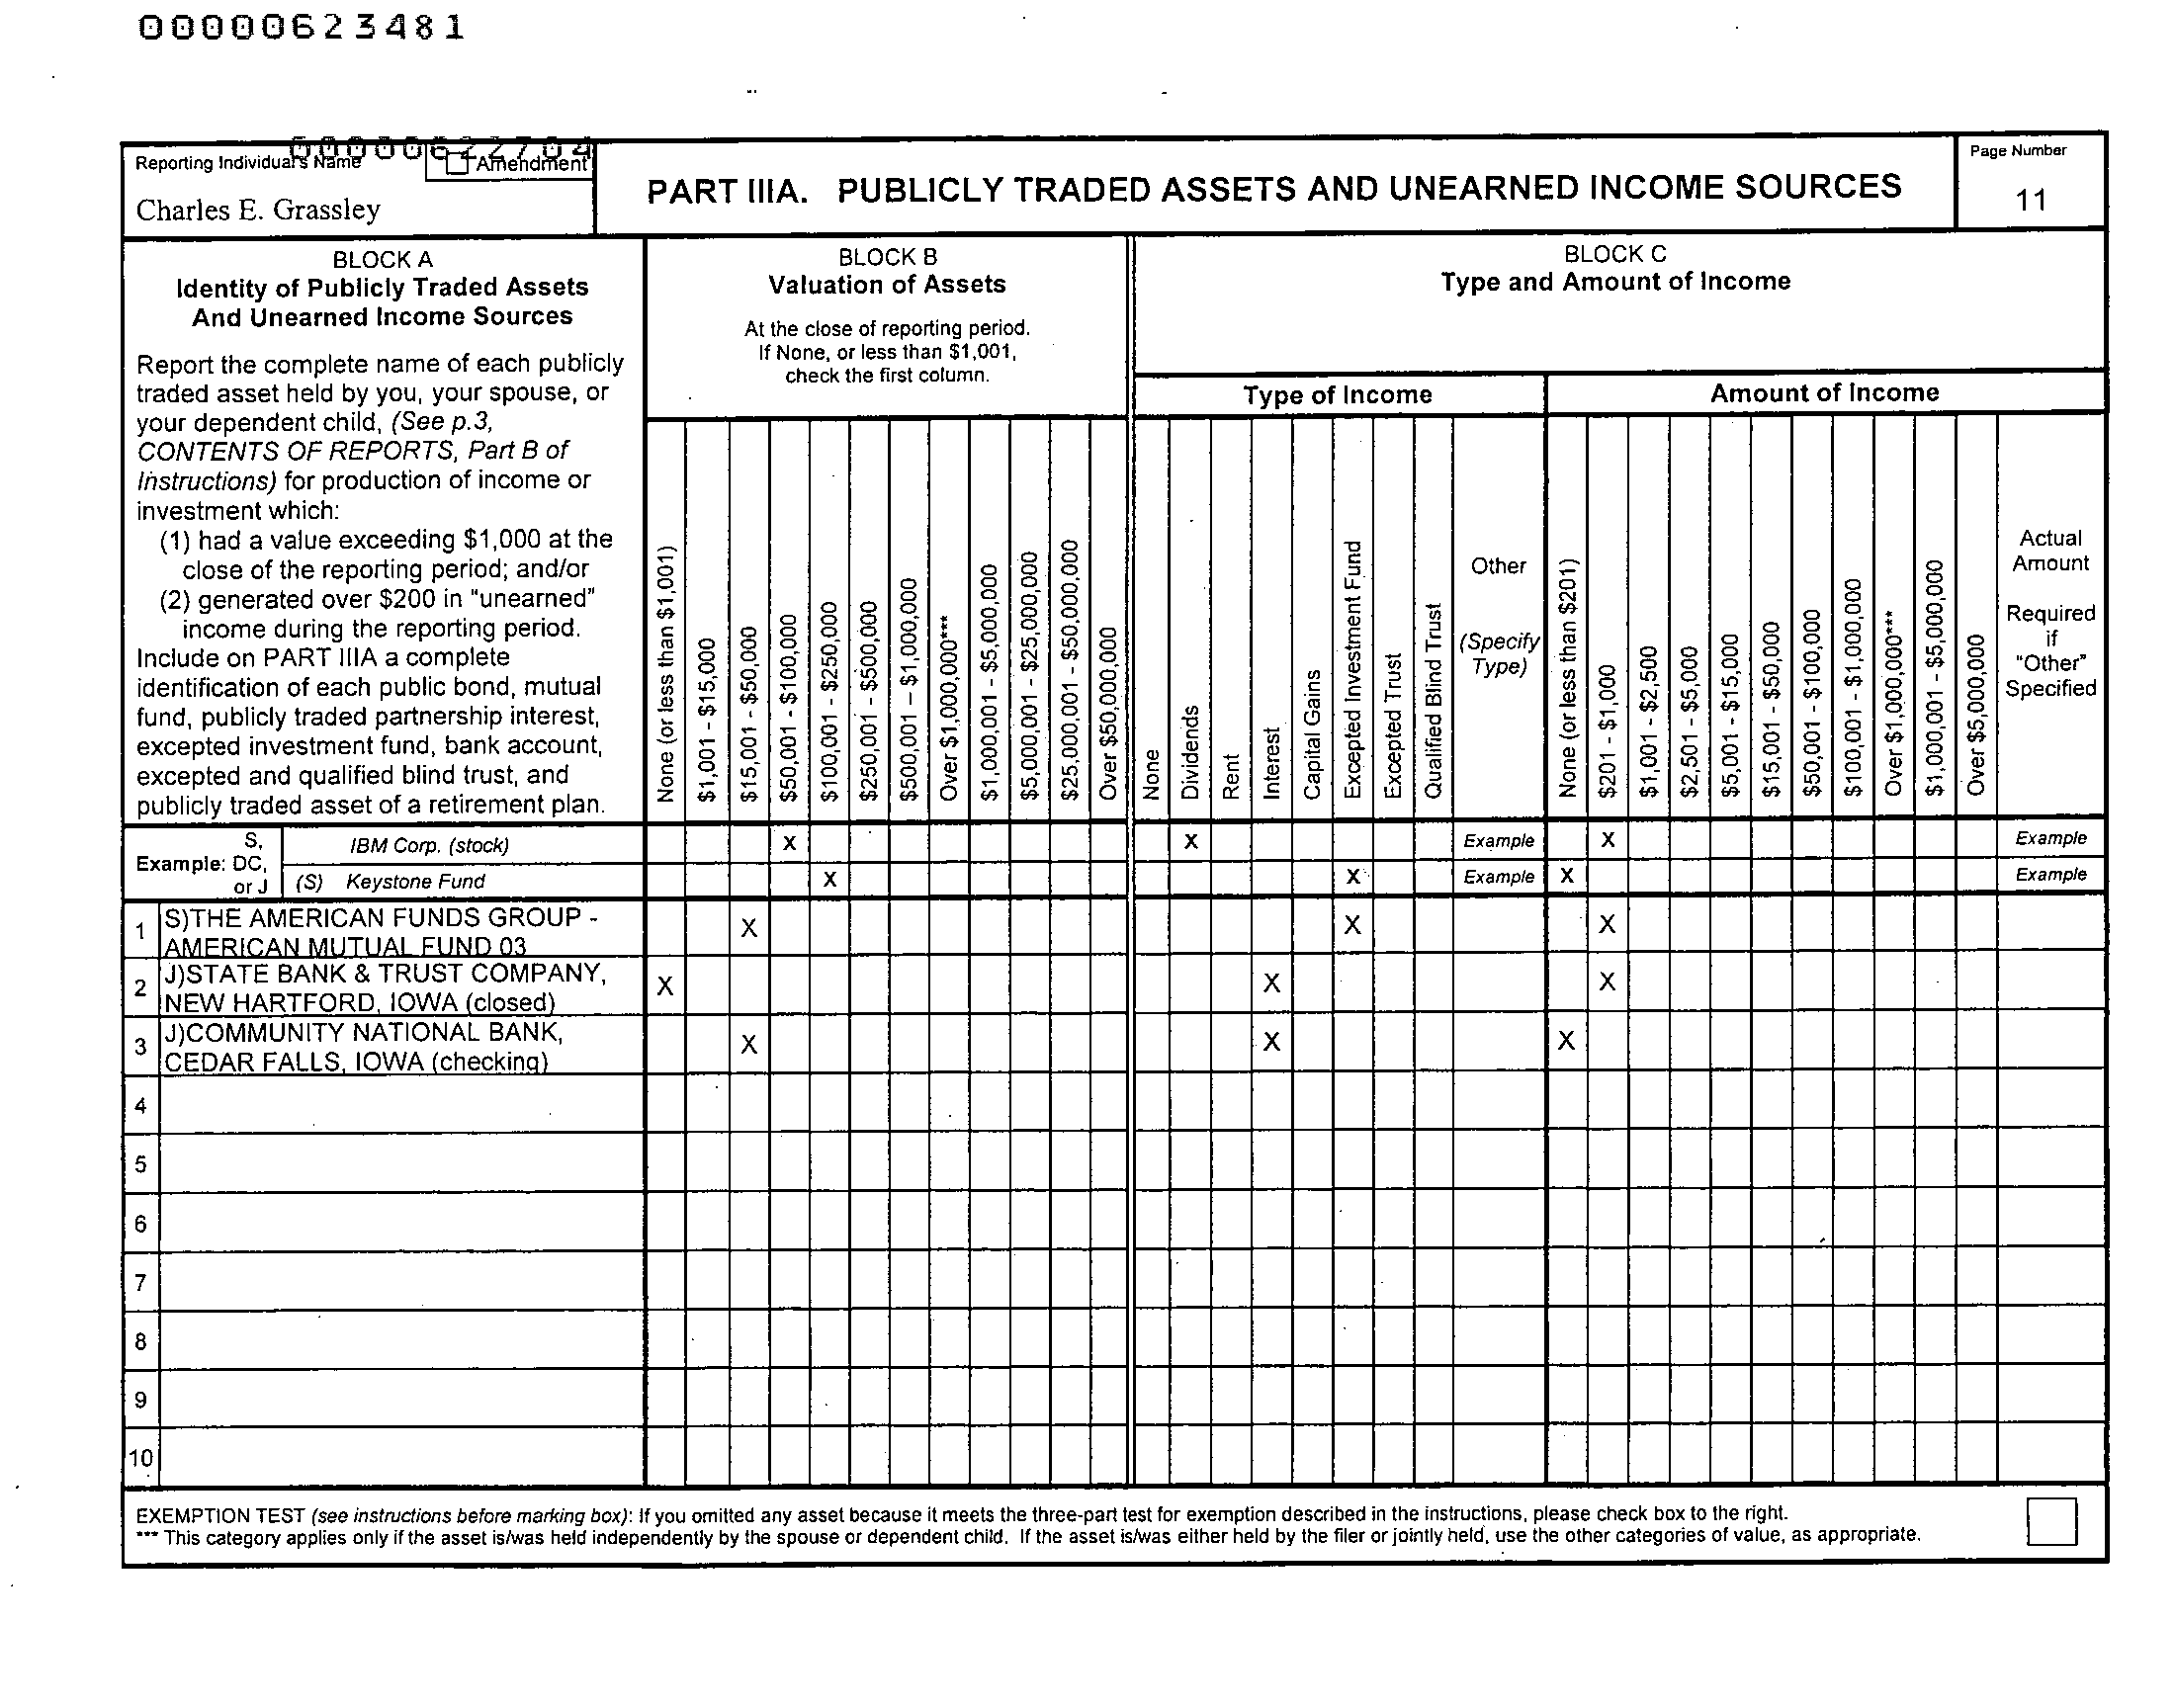 00000623481
00000622704
Reporting Individual's Name
Amendment
Charles E. Grassley
PART IIIA. PUBLICLY TRADED ASSETS AND UNEARNED INCOME SOURCES
Page Number
11
BLOCK A
Identity of Publicly Traded Assets
And Unearned Income Sources
Report the complete name of each publicly
traded asset held by you, your spouse, or
your dependent child, (See p.3,
CONTENTS OF REPORTS, Part B of
Instructions) for production of income or
investment which:
(1) had a value exceeding $1,000 at the
close of the reporting period; and/or
(2) generated over $200 in "unearned"
income during the reporting period.
Include on PART IIIA a complete
identification of each public bond, mutual
fund, publicly traded partnership interest,
excepted investment fund, bank account,
excepted and qualified blind trust, and
publicly traded asset of a retirement plan.
BLOCK B
Valuation of Assets
At the close of reporting period.
If None, or less than $1,001,
check the first column.
None (or less than $1,001)
$1,001 - $15,000
$15,001 - $50,000
$50,001 - $100,000
$100,001 - $250,000
$250,001 - $500,000
$500,001 – $1,000,000
Over $1,000,000***
$1,000,001 - $5,000,000
$5,000,001 - $25,000,000
$25,000,001 - $50,000,000
Over $50,000,000
BLOCK C
Type and Amount of Income
Type of Income
None
Dividends
Rent
Interest
Capital Gains
Excepted Investment Fund
Excepted Trust
Qualified Blind Trust
Other
(Specify
Type)
Amount of Income
None (or less than $201)
$201 - $1,000
$1,001 - $2,500
$2,501 - $5,000
$5,001 - $15,000
$15,001 - $50,000
$50,001 - $100,000
$100,001 - $1,000,000
Over $1,000,000***
$1,000,001 - $5,000,000
Over $5,000,000
Actual
Amount
Required
if
"Other"
Specified
Example: S, DC, or J
IBM Corp. (stock) X X Example X Example
(S) Keystone Fund X X Example X Example
1 S)THE AMERICAN FUNDS GROUP - X X X
AMERICAN MUTUAL FUND 03
2 J)STATE BANK & TRUST COMPANY, X X X
NEW HARTFORD, IOWA (closed)
3 J)COMMUNITY NATIONAL BANK, X X X
CEDAR FALLS, IOWA (checking)
4
5
6
7
8
9
10
EXEMPTION TEST (see instructions before marking box): If you omitted any asset because it meets the three-part test for exemption described in the instructions, please check box to the right.
*** This category applies only if the asset is/was held independently by the spouse or dependent child. If the asset is/was either held by the filer or jointly held, use the other categories of value, as appropriate.